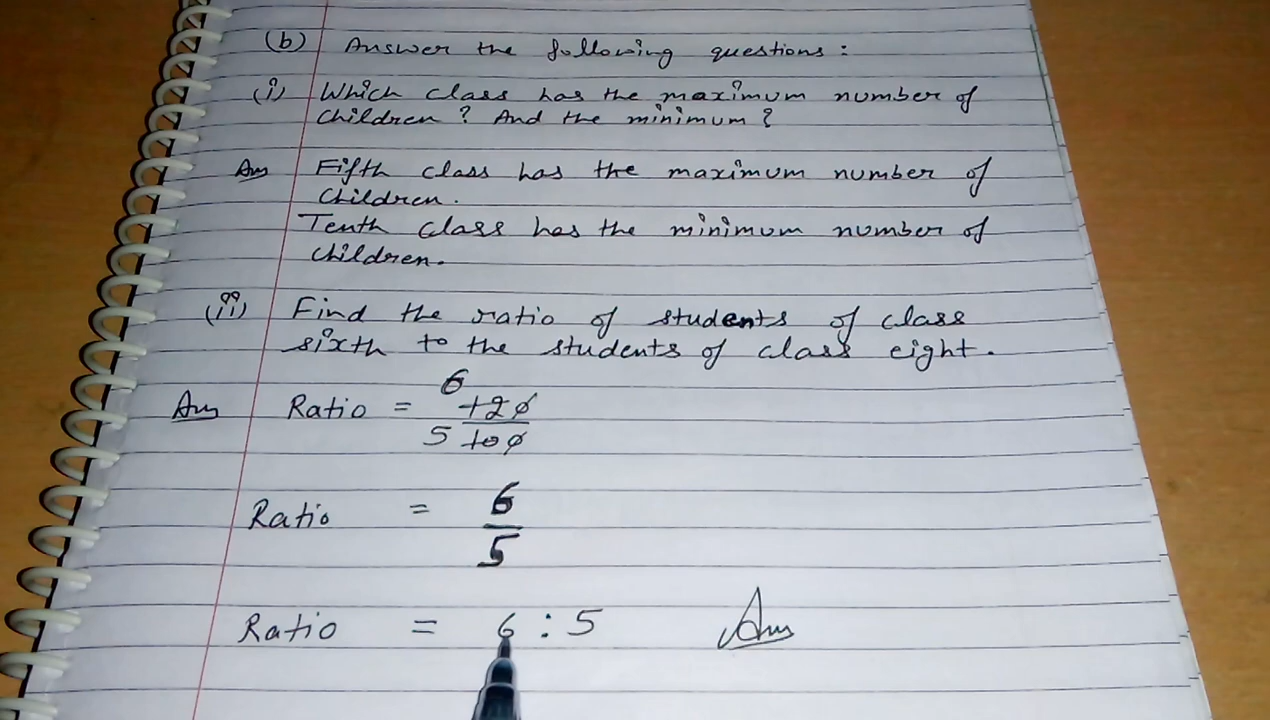 (b) Answer the following questions :
(i) Which class has the maximum number of
children ? And the minimum ?
Ans Fifth class has the maximum number of
children.
Tenth class has the minimum number of
children.
(ii) Find the ratio of students of class
sixth to the students of class eight.
6
Ans Ratio = 120
5 100
Ratio = 6
5
Ratio = 6 : 5 Ans